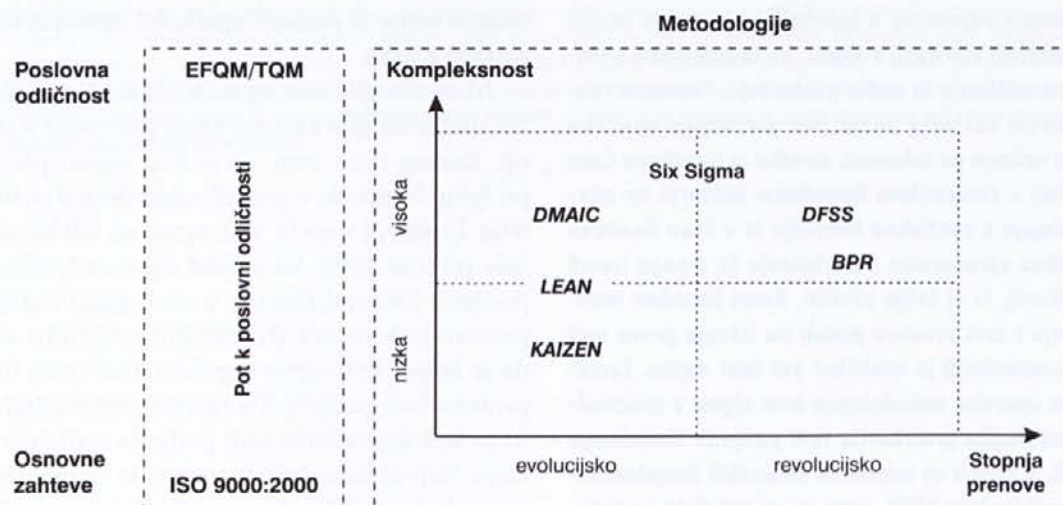 Metodologije
Poslovna
odličnost
EFQM/TQM
Pot k poslovni odličnosti
ISO 9000:2000
Osnovne
zahteve
Kompleksnost
visoka
nizka
Six Sigma
DMAIC
DFSS
BPR
LEAN
KAIZEN
evolucijsko
revolucijsko
Stopnja
prenove